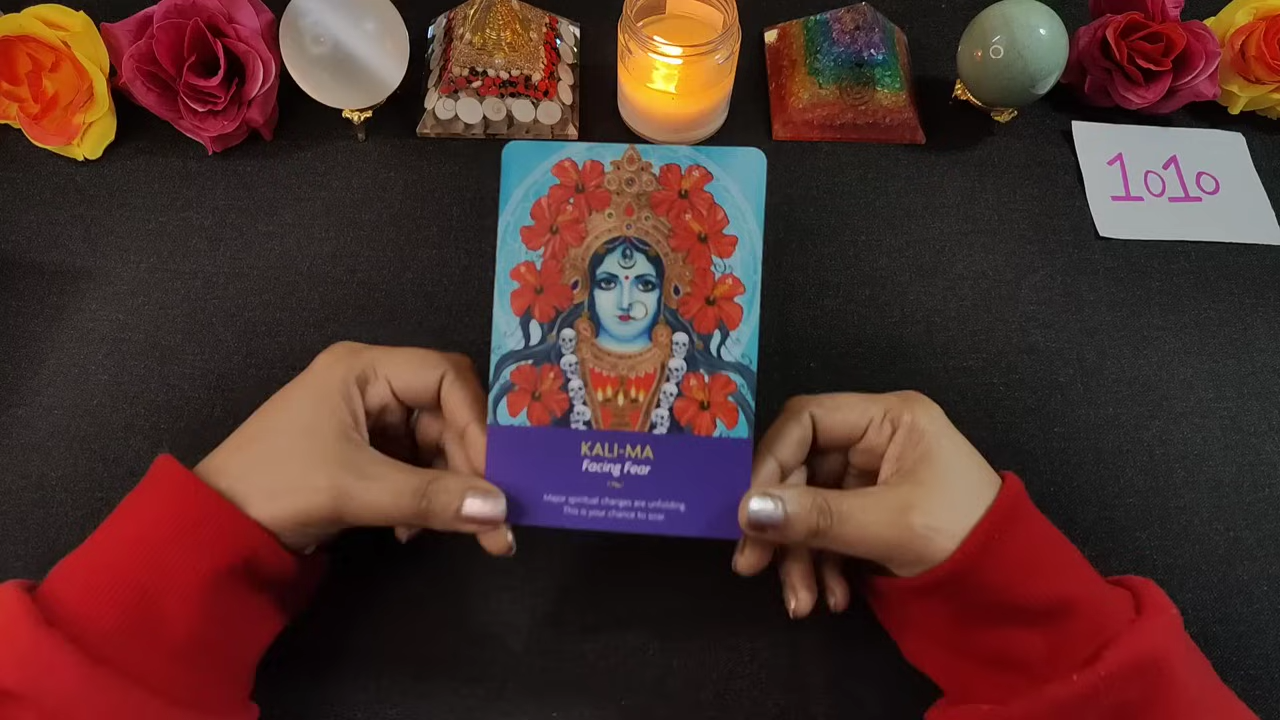 1010
KALI-MA
Facing Fear
Major spiritual changes are unfolding
This is your chance to soar